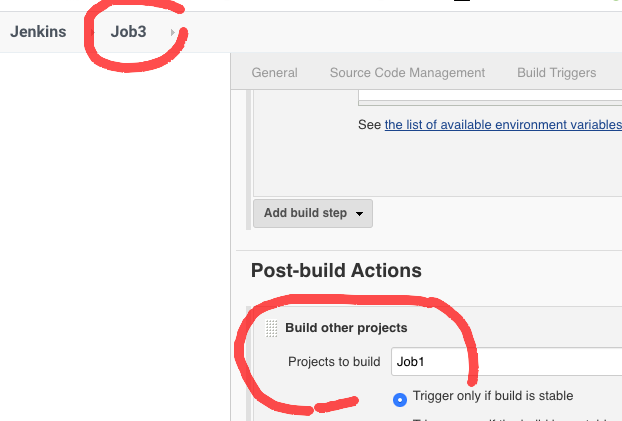 Jenkins Job3
General Source Code Management Build Triggers
See the list of available environment variables
Add build step
Post-build Actions
Build other projects
Projects to build Job1
Trigger only if build is stable